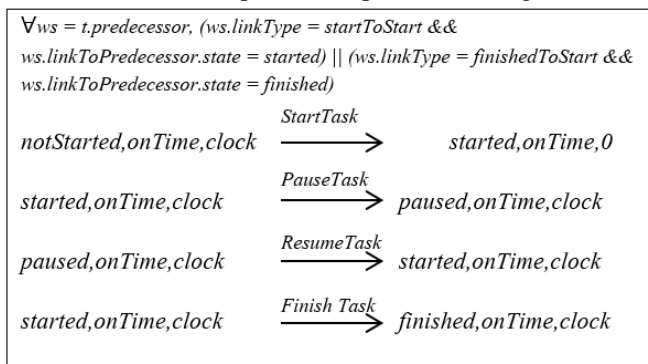 ∀ws = t.predecessor, (ws.linkType = startToStart &&
ws.linkToPredecessor.state = started) || (ws.linkType = finishedToStart &&
ws.linkToPredecessor.state = finished)
StartTask
notStarted,onTime,clock started,onTime,0
PauseTask
started,onTime,clock paused,onTime,clock
ResumeTask
paused,onTime,clock started,onTime,clock
Finish Task
started,onTime,clock finished,onTime,clock